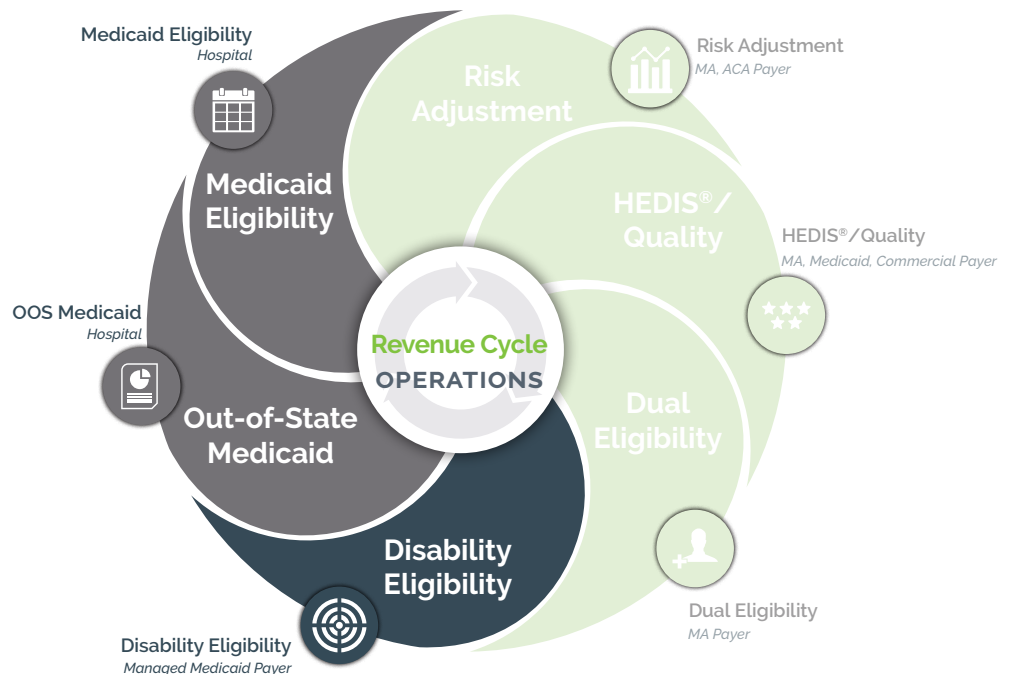 Medicaid Eligibility
Hospital
Risk Adjustment
MA, ACA Payer
Risk
Adjustment
Medicaid
Eligibility
HEDIS®/
Quality
HEDIS®/Quality
MA, Medicaid, Commercial Payer
OOS Medicaid
Hospital
Revenue Cycle
OPERATIONS
Out-of-State
Medicaid
Dual
Eligibility
Disability
Eligibility
Dual Eligibility
MA Payer
Disability Eligibility
Managed Medicaid Payer